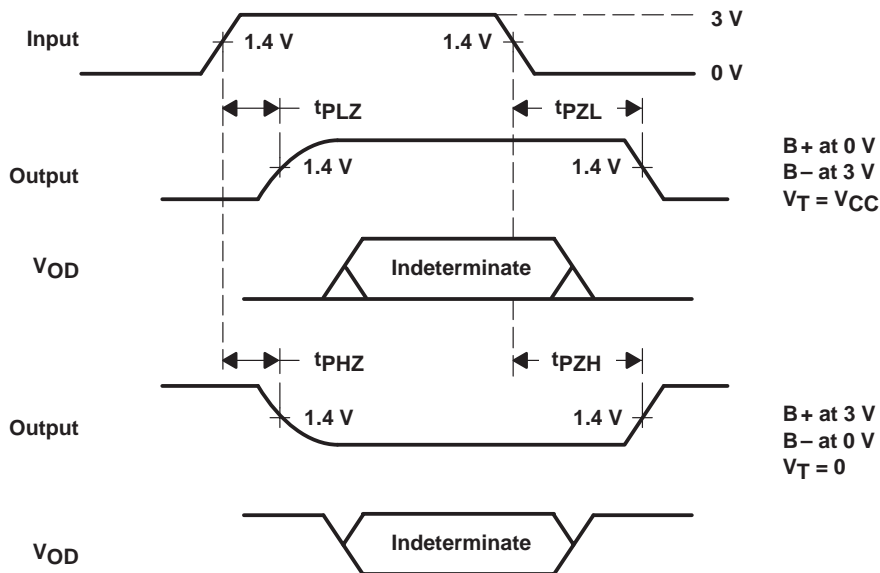 3 V
Input
1.4 V
1.4 V
0 V
tPLZ
tPZL
B+ at 0 V
B– at 3 V
VT = VCC
Output
1.4 V
1.4 V
VOD
Indeterminate
tPHZ
tPZH
Output
1.4 V
1.4 V
B+ at 3 V
B– at 0 V
VT = 0
VOD
Indeterminate